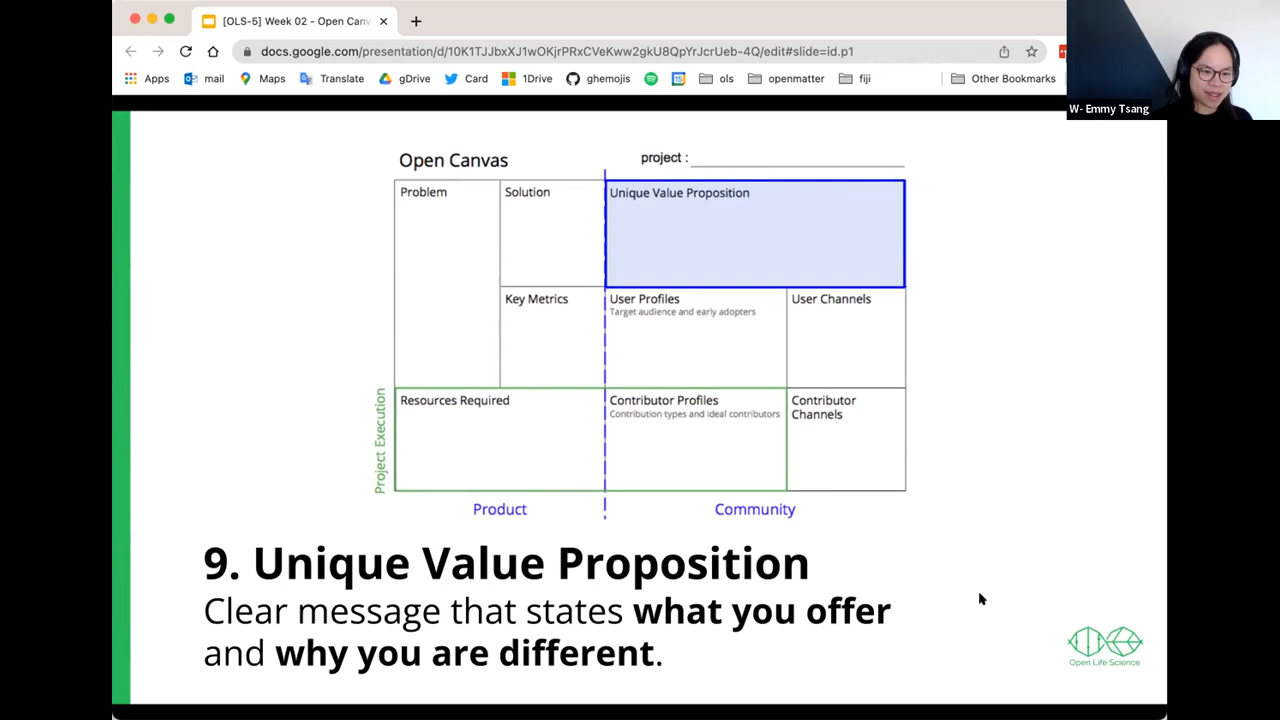 [OLS-5] Week 02 - Open Canv
docs.google.com/presentation/d/10K1TJJbxXJ1wOKjrPRxCVeKww2gkU8QpYrJcrUeb-4Q/edit#slide=id.p1
Apps mail Maps Translate gDrive Card 1Drive ghemojis 15 ols openmatter fiji Other Bookmarks
W- Emmy Tsang
Open Canvas
project :
Problem
Solution
Unique Value Proposition
Key Metrics
User Profiles
Target audience and early adopters
User Channels
Project Execution
Resources Required
Contributor Profiles
Contribution types and ideal contributors
Contributor
Channels
Product
Community
9. Unique Value Proposition
Clear message that states what you offer
and why you are different.
Open Life Science